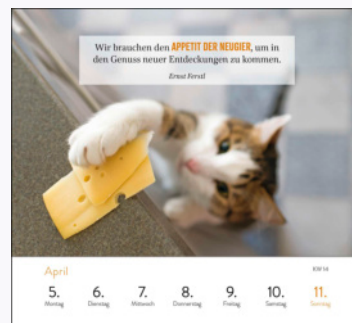 Wir brauchen den APPETIT DER NEUGIER, um in
den Genuss neuer Entdeckungen zu kommen.
Ernst Ferstl
April
KW 14
5. 6. 7. 8. 9. 10. 11.
Montag Dienstag Mittwoch Donnerstag Freitag Samstag Sonntag